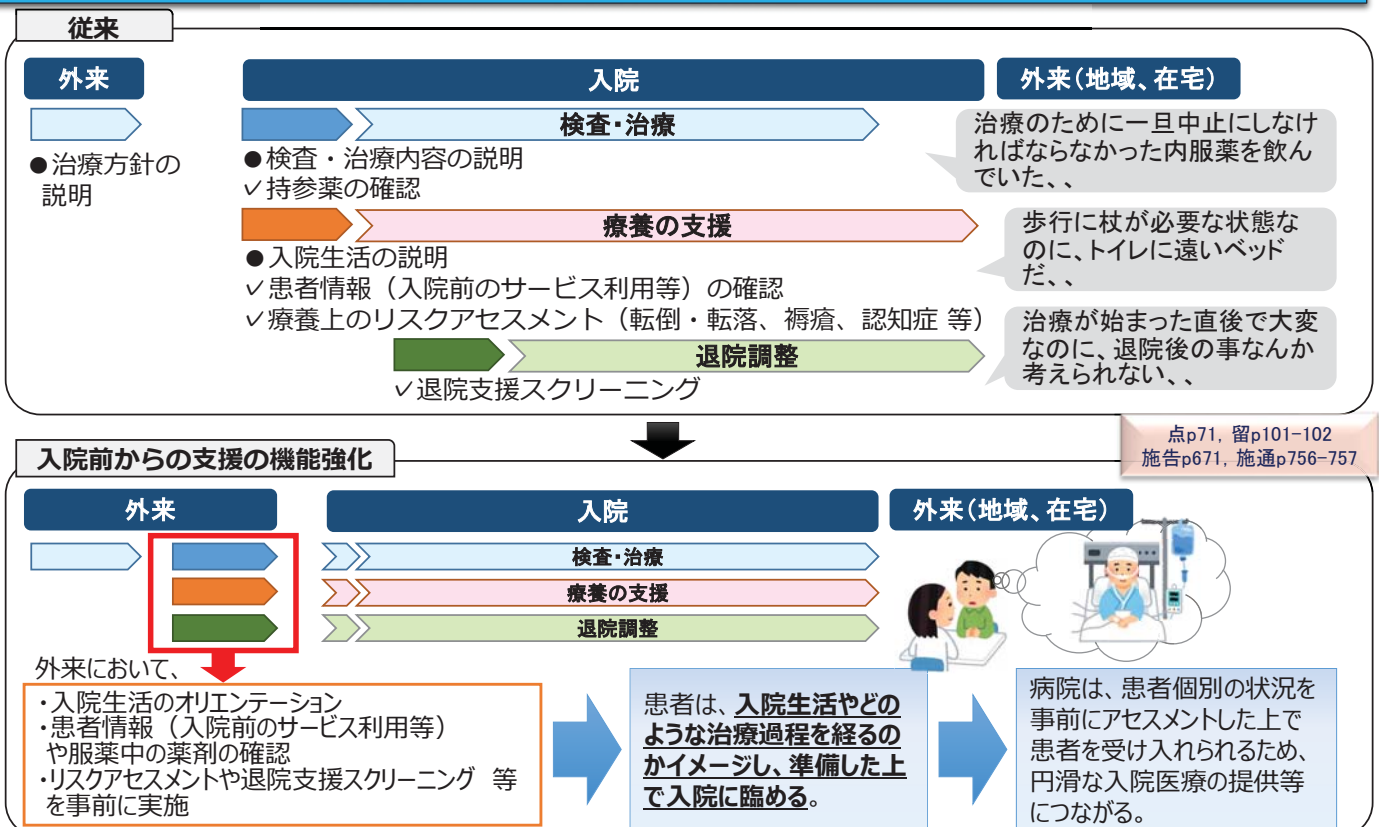 従来
外来
入院
外来(地域、在宅)
検査・治療
●治療方針の
説明
●検査・治療内容の説明
✓持参薬の確認
治療のために一旦中止にしなけ
ればならなかった内服薬を飲ん
でいた、、
療養の支援
●入院生活の説明
✓患者情報（入院前のサービス利用等）の確認
✓療養上のリスクアセスメント（転倒・転落、褥瘡、認知症 等）
歩行に杖が必要な状態な
のに、トイレに遠いベッド
だ、、
退院調整
✓退院支援スクリーニング
治療が始まった直後で大変
なのに、退院後の事なんか
考えられない、、
点p71, 留p101-102
施告p671, 施通p756-757
入院前からの支援の機能強化
外来
入院
外来(地域、在宅)
検査・治療
療養の支援
退院調整
外来において、
・入院生活のオリエンテーション
・患者情報（入院前のサービス利用等）
や服薬中の薬剤の確認
・リスクアセスメントや退院支援スクリーニング 等
を事前に実施
患者は、入院生活やどの
ような治療過程を経るの
かイメージし、準備した上
で入院に臨める。
病院は、患者個別の状況を
事前にアセスメントした上で
患者を受け入れられるため、
円滑な入院医療の提供等
につながる。